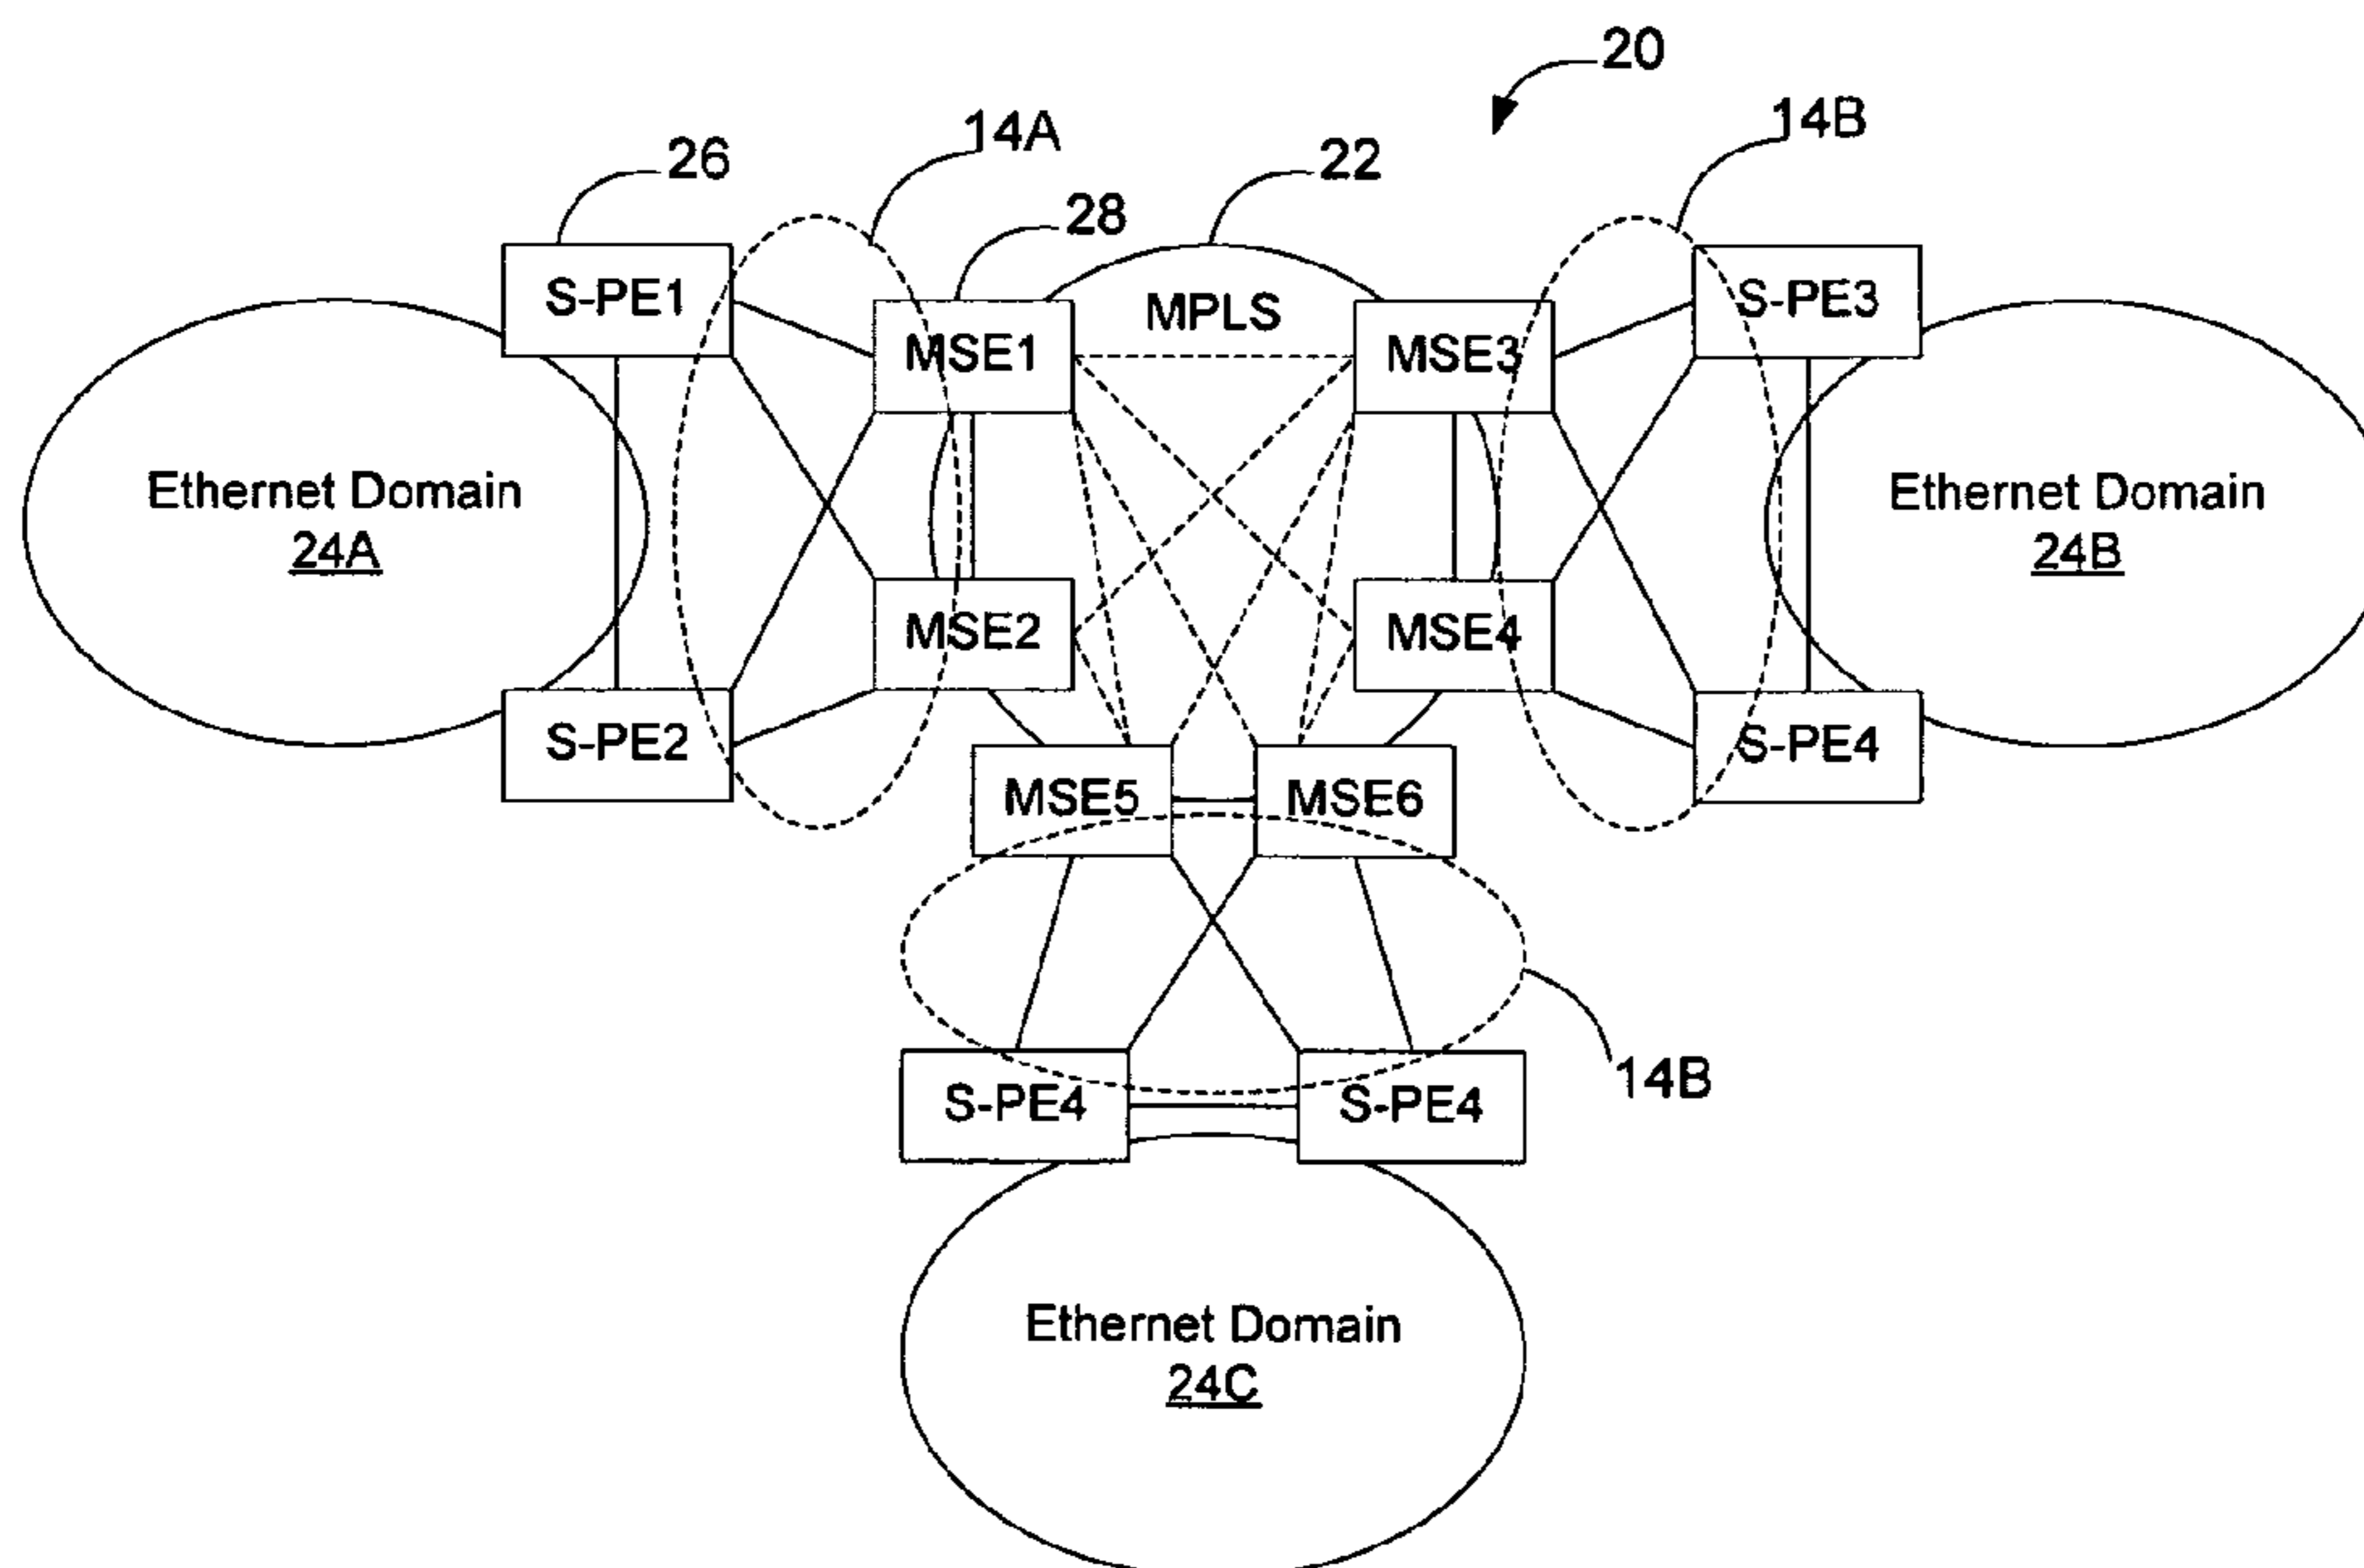 20
14A
14B
26
22
28
S-PE1
S-PE3
MPLS
MSE1
MSE3
Ethernet Domain
24A
Ethernet Domain
24B
MSE2
MSE4
S-PE2
S-PE4
MSE5
MSE6
14B
S-PE4
S-PE4
Ethernet Domain
24C